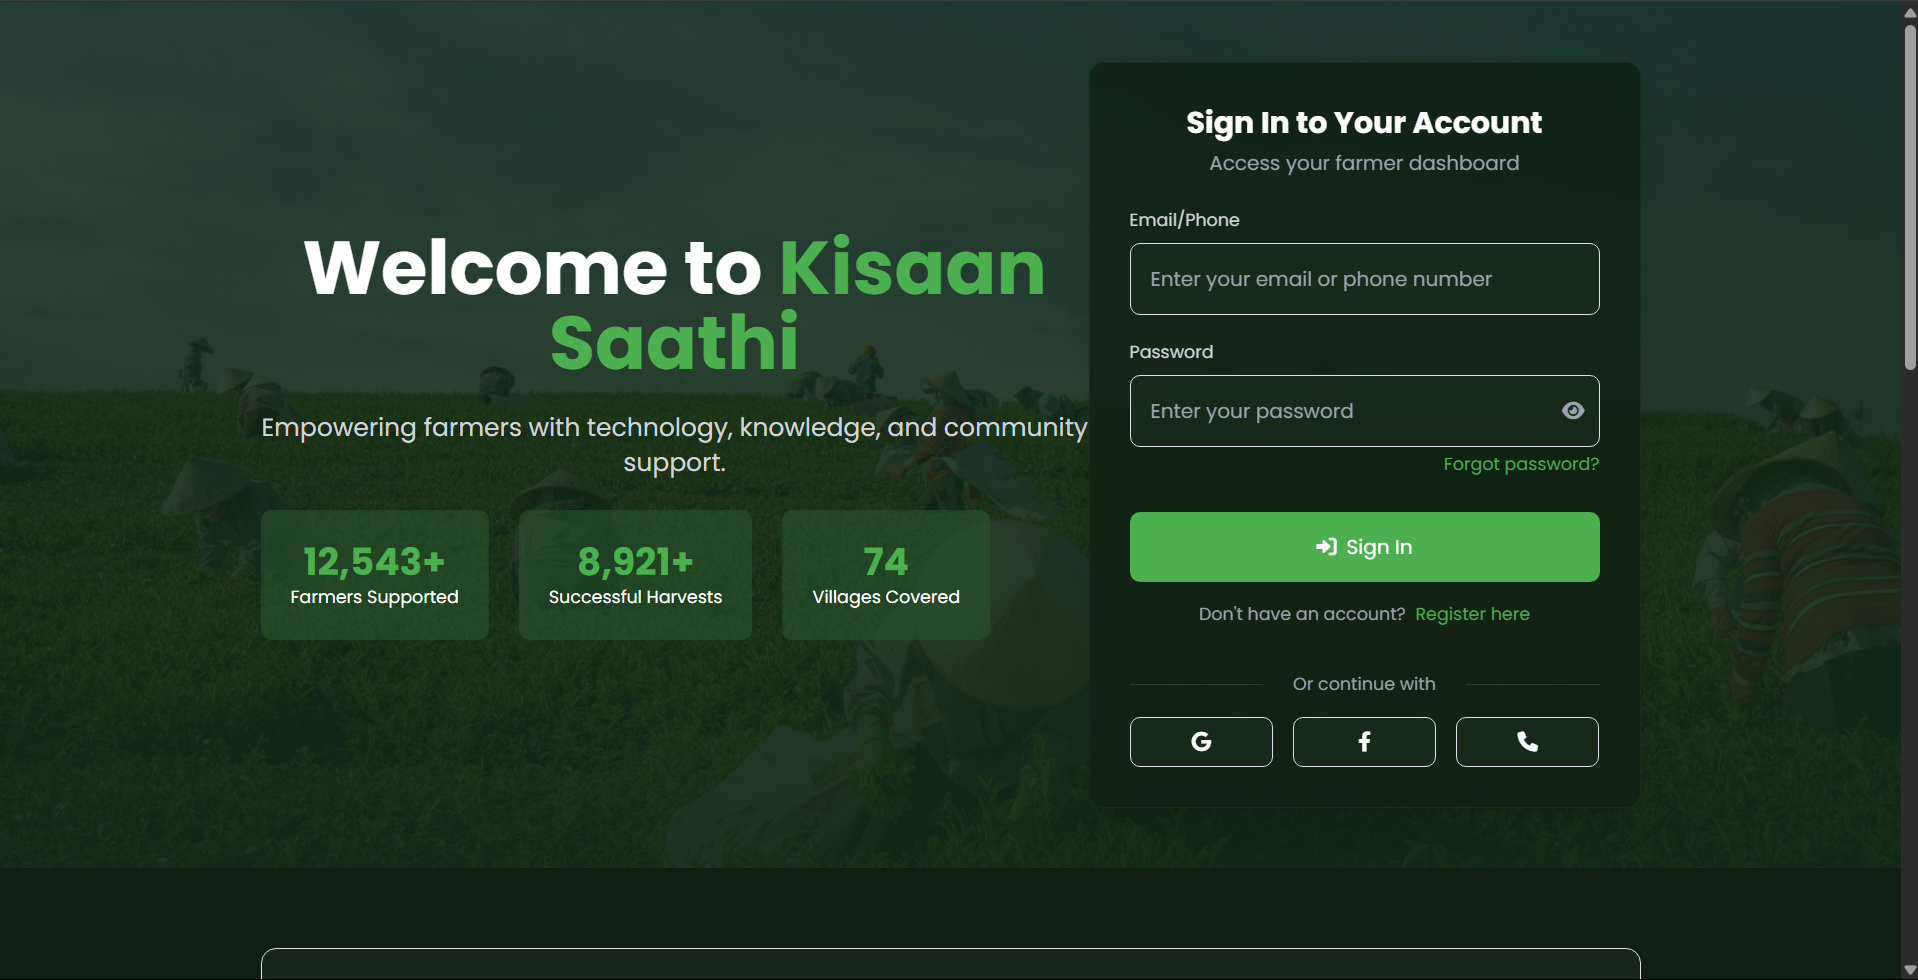 Welcome to Kisaan
Saathi
Empowering farmers with technology, knowledge, and community
support.
12,543+
Farmers Supported
8,921+
Successful Harvests
74
Villages Covered
Sign In to Your Account
Access your farmer dashboard
Email/Phone
Enter your email or phone number
Password
Enter your password
Forgot password?
Sign In
Don't have an account? Register here
Or continue with